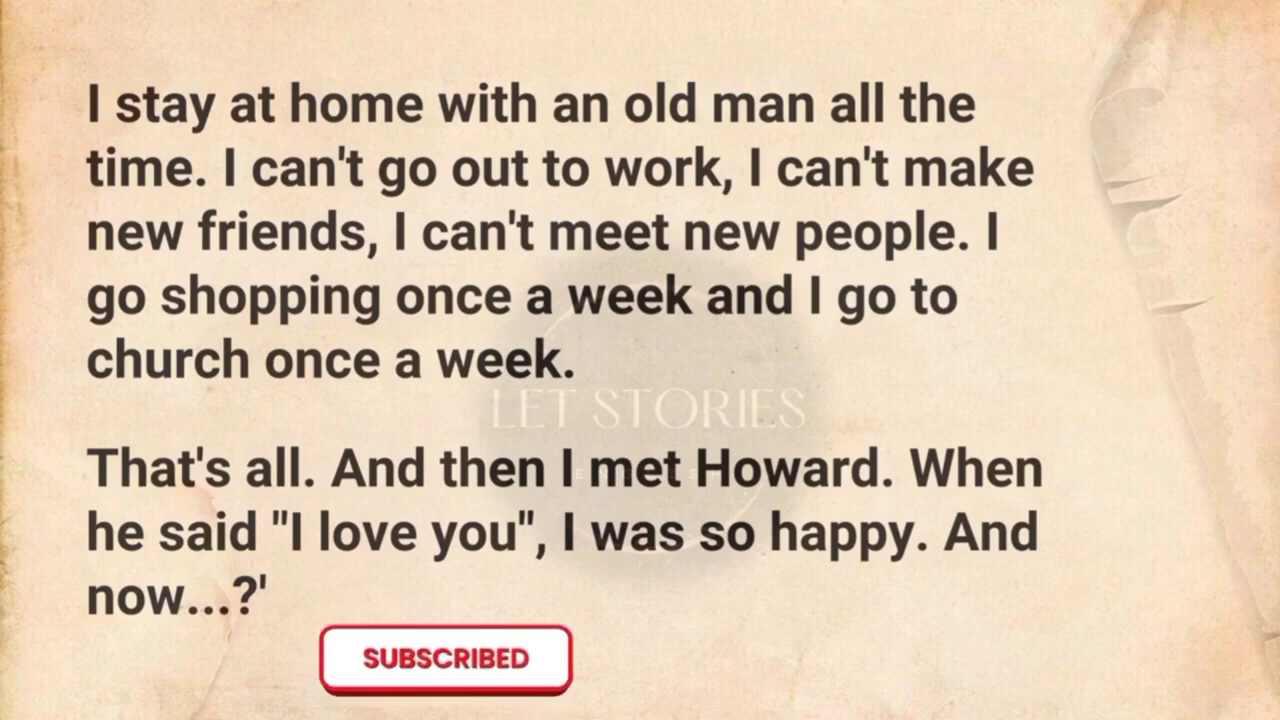 I stay at home with an old man all the
time. I can't go out to work, I can't make
new friends, I can't meet new people. I
go shopping once a week and I go to
church once a week.
LET STORIES
That's all. And then I met Howard. When
he said "I love you", I was so happy. And
now...?'
SUBSCRIBED